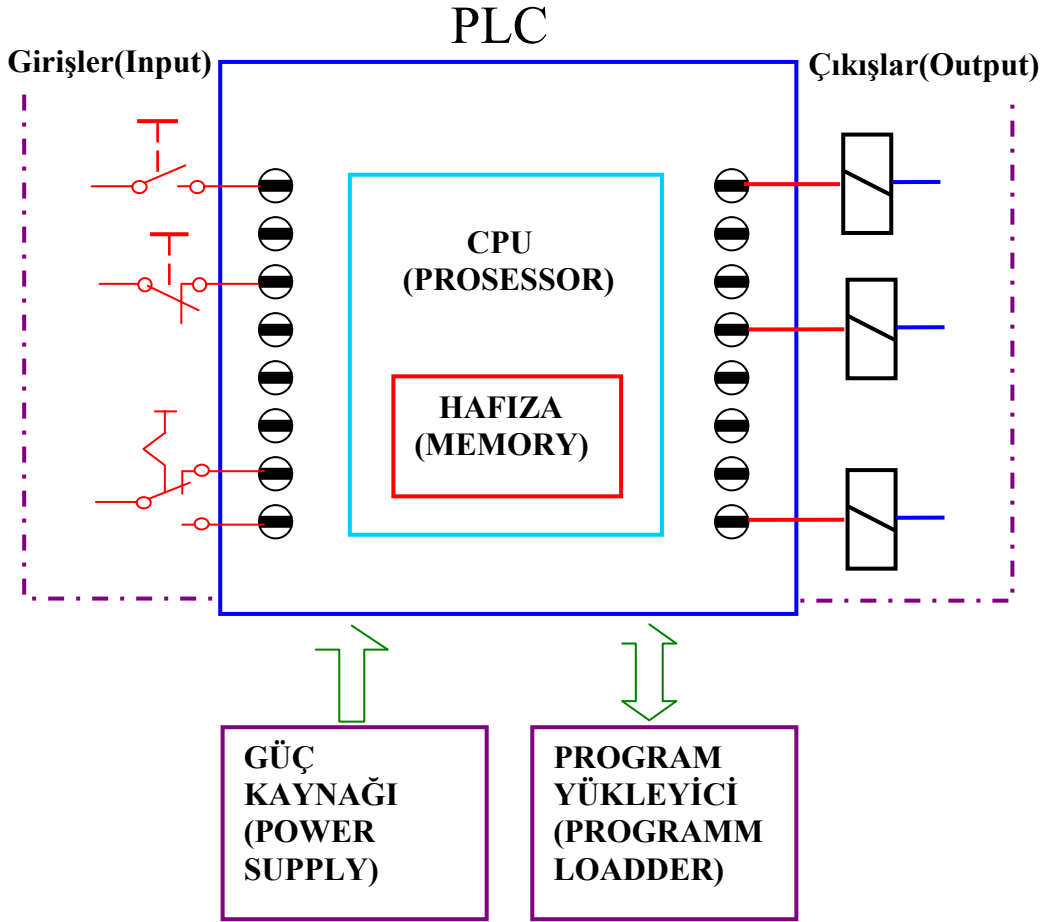 PLC
Girişler(Input)
Çıkışlar(Output)
CPU
(PROSESSOR)
HAFIZA
(MEMORY)
GÜÇ
KAYNAĞI
(POWER
SUPPLY)
PROGRAM
YÜKLEYİCİ
(PROGRAMM
LOADDER)